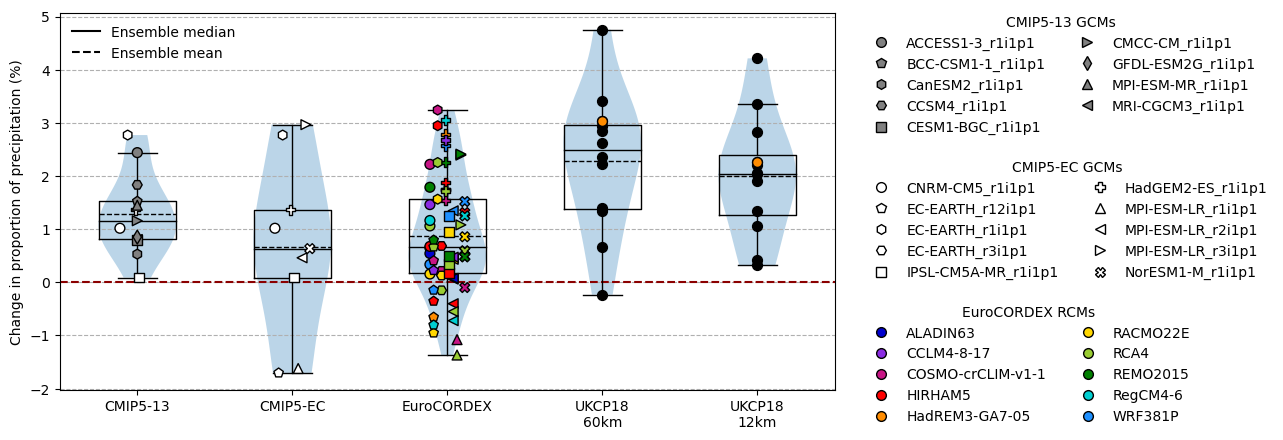 Change in proportion of precipitation (%)
5
4
3
2
1
0
−1
−2
Ensemble median
Ensemble mean
CMIP5-13
CMIP5-EC
EuroCORDEX
UKCP18
60km
UKCP18
12km
CMIP5-13 GCMs
ACCESS1-3_r1i1p1
BCC-CSM1-1_r1i1p1
CanESM2_r1i1p1
CCSM4_r1i1p1
CESM1-BGC_r1i1p1
CMCC-CM_r1i1p1
GFDL-ESM2G_r1i1p1
MPI-ESM-MR_r1i1p1
MRI-CGCM3_r1i1p1
CMIP5-EC GCMs
CNRM-CM5_r1i1p1
EC-EARTH_r12i1p1
EC-EARTH_r1i1p1
EC-EARTH_r3i1p1
IPSL-CM5A-MR_r1i1p1
HadGEM2-ES_r1i1p1
MPI-ESM-LR_r1i1p1
MPI-ESM-LR_r2i1p1
MPI-ESM-LR_r3i1p1
NorESM1-M_r1i1p1
EuroCORDEX RCMs
ALADIN63
CCLM4-8-17
COSMO-crCLIM-v1-1
HIRHAM5
HadREM3-GA7-05
RACMO22E
RCA4
REMO2015
RegCM4-6
WRF381P